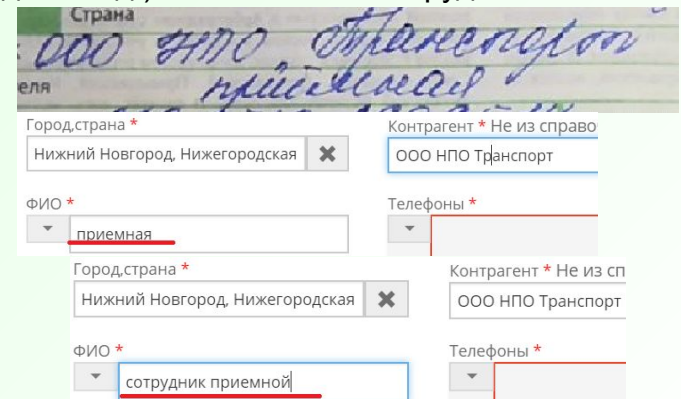 Страна
ООО НПО Транспорт
еля приемная
Город,страна *
Контрагент * Не из справо
Нижний Новгород, Нижегородская
ООО НПО Транспорт
ФИО *
Телефоны *
приемная
Город,страна *
Контрагент * Не из сп
Нижний Новгород, Нижегородская
ООО НПО Транспорт
ФИО *
Телефоны *
сотрудник приемной